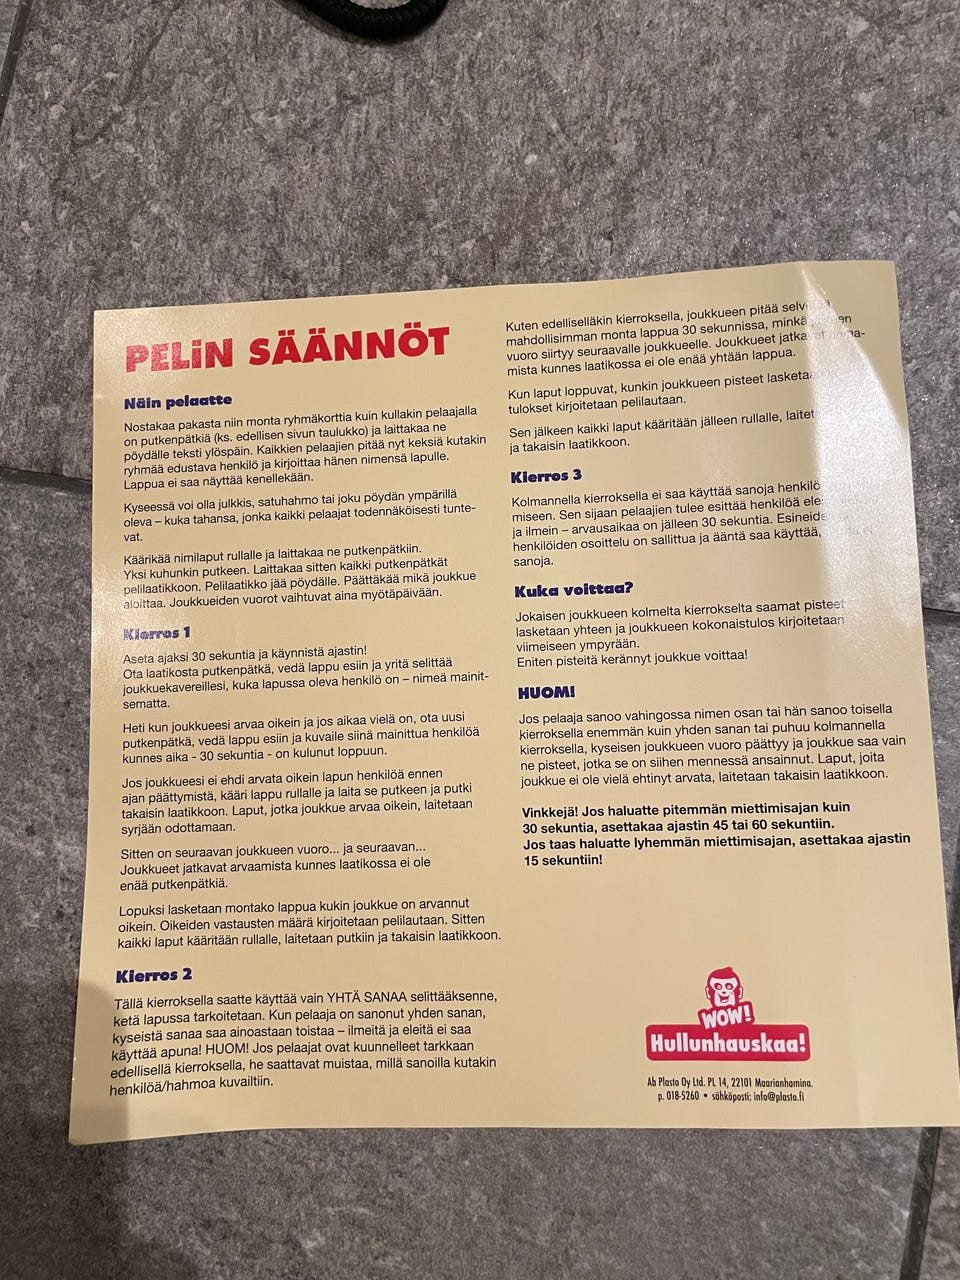 PELiN SÄÄNNÖT
Näin pelaatte
Nostakaa pakasta niin monta ryhmäkorttia kuin kullakin pelaajalla
on putkenpätkiä (ks. edellisen sivun taulukko) ja laittakaa ne
pöydälle teksti ylöspäin. Kaikkien pelaajien pitää nyt keksiä kutakin
ryhmää edustava henkilö ja kirjoittaa hänen nimensä lapulle.
Lappua ei saa näyttää kenellekään.
Kyseessä voi olla julkkis, satuhahmo tai joku pöydän ympärillä
oleva – kuka tahansa, jonka kaikki pelaajat todennäköisesti tunte-
vat.
Käärikää nimilaput rullalle ja laittakaa ne putkenpätkiin.
Yksi kuhunkin putkeen. Laittakaa sitten kaikki putkenpätkät
pelilaatikkoon. Pelilaatikko jää pöydälle. Päättäkää mikä joukkue
aloittaa. Joukkueiden vuorot vaihtuvat aina myötäpäivään.
Kierros 1
Aseta ajaksi 30 sekuntia ja käynnistä ajastin!
Ota laatikosta putkenpätkä, vedä lappu esiin ja yritä selittää
joukkuekavereillesi, kuka lapussa oleva henkilö on – nimeä mainit-
sematta.
Heti kun joukkueesi arvaa oikein ja jos aikaa vielä on, ota uusi
putkenpätkä, vedä lappu esiin ja kuvaile siinä mainittua henkilöä
kunnes aika - 30 sekuntia - on kulunut loppuun.
Jos joukkueesi ei ehdi arvata oikein lapun henkilöä ennen
ajan päättymistä, kääri lappu rullalle ja laita se putkeen ja putki
takaisin laatikkoon. Laput, jotka joukkue arvaa oikein, laitetaan
syrjään odottamaan.
Sitten on seuraavan joukkueen vuoro... ja seuraavan...
Joukkueet jatkavat arvaamista kunnes laatikossa ei ole
enää putkenpätkiä.
Lopuksi lasketaan montako lappua kukin joukkue on arvannut
oikein. Oikeiden vastausten määrä kirjoitetaan pelilautaan. Sitten
kaikki laput kääritään rullalle, laitetaan putkiin ja takaisin laatikkoon.
Kierros 2
Tällä kierroksella saatte käyttää vain YHTÄ SANAA selittääksenne,
ketä lapussa tarkoitetaan. Kun pelaaja on sanonut yhden sanan,
kyseistä sanaa saa ainoastaan toistaa – ilmeitä ja eleitä ei saa
käyttää apuna! HUOM! Jos pelaajat ovat kuunnelleet tarkkaan
edellisellä kierroksella, he saattavat muistaa, millä sanoilla kutakin
henkilöä/hahmoa kuvailtiin.
Kuten edelliselläkin kierroksella, joukkueen pitää
mahdollisimman monta lappua 30 sekunnissa, minkä jälkeen
vuoro siirtyy seuraavalle joukkueelle. Joukkueet jatkavat arvaa-
mista kunnes laatikossa ei ole enää yhtään lappua.
Kun laput loppuvat, kunkin joukkueen pisteet lasketaan
tulokset kirjoitetaan pelilautaan.
Sen jälkeen kaikki laput kääritään jälleen rullalle,
ja takaisin laatikkoon.
Kierros 3
Kolmannella kierroksella ei saa käyttää sanoja
miseen. Sen sijaan pelaajien tulee esittää henkilöä
ja ilmein – arvausaikaa on jälleen 30 sekuntia.
henkilöiden osoittelu on sallittua ja ääntä saa käyttää,
sanoja.
Kuka voittaa?
Jokaisen joukkueen kolmelta kierrokselta saamat pisteet
lasketaan yhteen ja joukkueen kokonaistulos kirjoitetaan
viimeiseen ympyrään.
Eniten pisteitä kerännyt joukkue voittaa!
HUOM!
Jos pelaaja sanoo vahingossa nimen osan tai hän sanoo toisella
kierroksella enemmän kuin yhden sanan tai puhuu kolmannella
kierroksella, kyseisen joukkueen vuoro päättyy ja joukkue saa vain
ne pisteet, jotka se on siihen mennessä ansainnut. Laput, joita
joukkue ei ole vielä ehtinyt arvata, laitetaan takaisin laatikkoon.
Vinkkejä! Jos haluatte pitemmän miettimisajan kuin
30 sekuntia, asettakaa ajastin 45 tai 60 sekuntiin.
Jos taas haluatte lyhemmän miettimisajan, asettakaa ajastin
15 sekuntiin!
WOW!
Hullunhauskaa!
Ab Plasto Oy Ltd. PL 14, 22101 Maarianhamina.
p. 018-5260 • sähköposti: info@plasto.fi